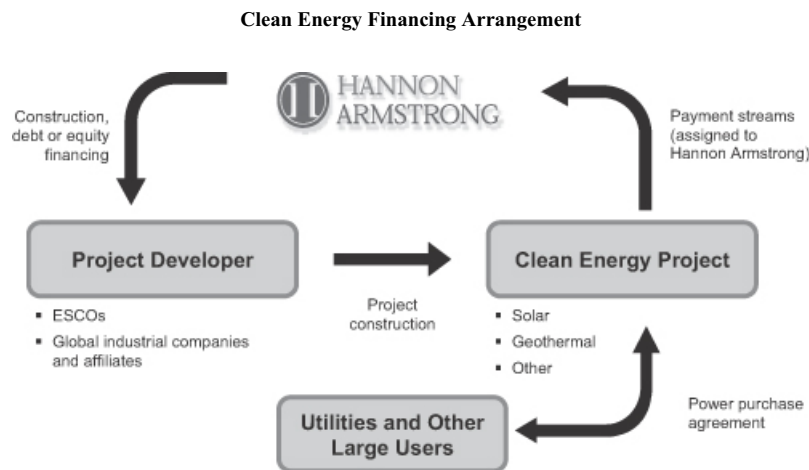 Clean Energy Financing Arrangement
HANNON
ARMSTRONG
Construction,
debt or equity
financing
Payment streams
(assigned to
Hannon Armstrong)
Project Developer
Clean Energy Project
▪ ESCOs
▪ Global industrial companies
and affiliates
Project
construction
▪ Solar
▪ Geothermal
▪ Other
Utilities and Other
Large Users
Power purchase
agreement